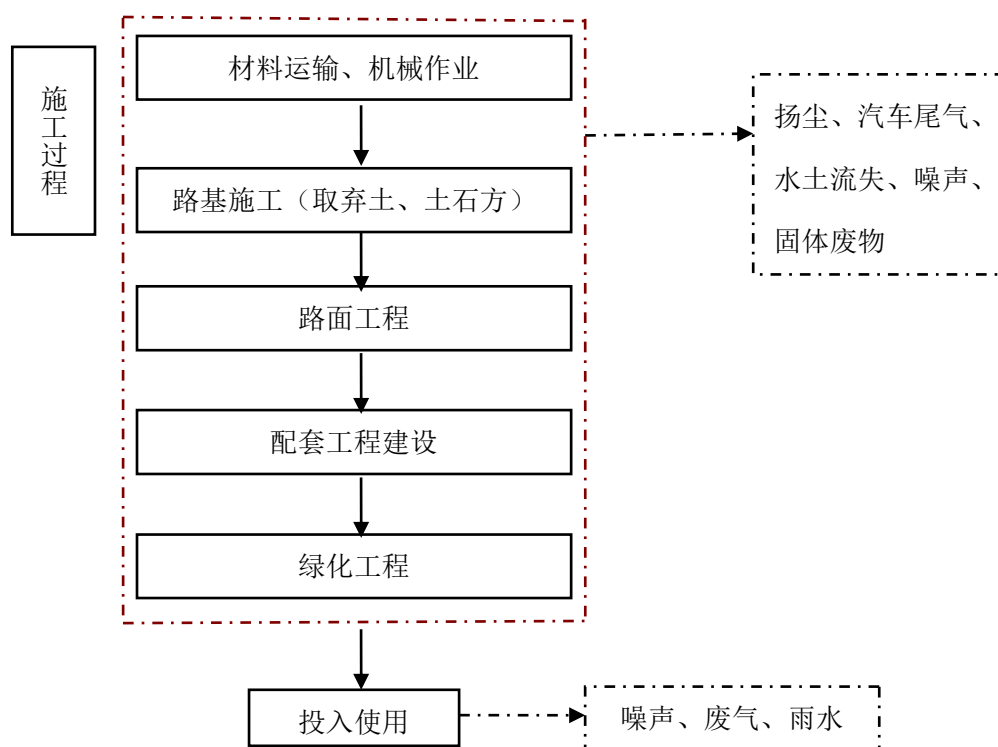 施工过程
材料运输、机械作业
路基施工（取弃土、土石方）
路面工程
配套工程建设
绿化工程
投入使用
扬尘、汽车尾气、
水土流失、噪声、
固体废物
噪声、废气、雨水